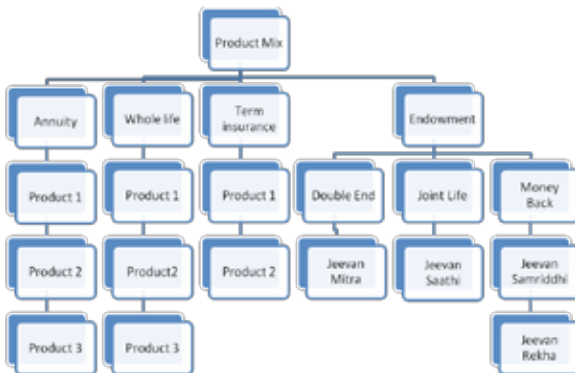 Product Mix
Annuity
Whole life
Term
insurance
Endowment
Product 1
Product 1
Product 1
Double End
Joint Life
Money
Back
Product 2
Product2
Product 2
Jeevan
Mitra
Jeevan
Saathi
Jeevan
Samriddhi
Product 3
Product 3
Jeevan
Rekha